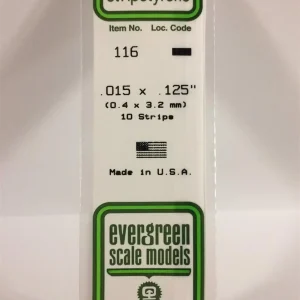 Item No. Loc. Code
116
.015 x .125"
(0.4 x 3.2 mm)
10 Strips
Made in U.S.A.
evergreen
scale models